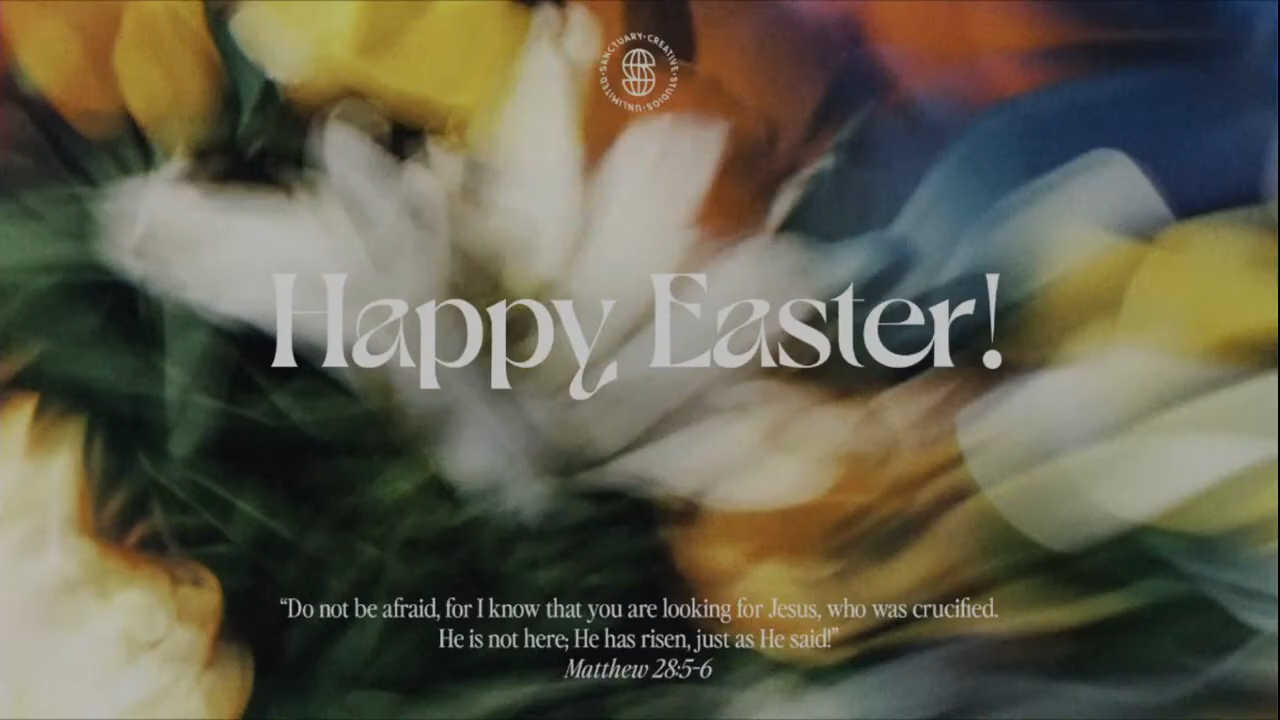 SANCTUARY·CREATIVE·STUDIOS·UNLIMITED·
Happy Easter!
“Do not be afraid, for I know that you are looking for Jesus, who was crucified.
He is not here; He has risen, just as He said!”
Matthew 28:5-6